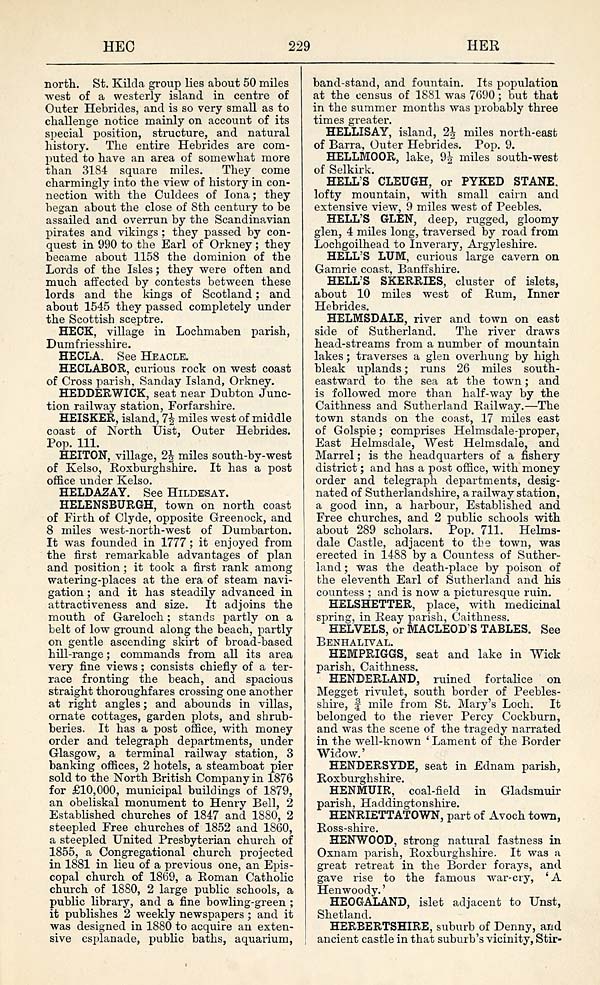 HEC 229 HER
north. St. Kilda group lies about 50 miles
west of a westerly island in centre of
Outer Hebrides, and is so very small as to
challenge notice mainly on account of its
special position, structure, and natural
history. The entire Hebrides are com-
puted to have an area of somewhat more
than 3184 square miles. They come
charmingly into the view of history in con-
nection with the Culdees of Iona; they
began about the close of 8th century to be
assailed and overrun by the Scandinavian
pirates and vikings; they passed by con-
quest in 990 to the Earl of Orkney; they
became about 1158 the dominion of the
Lords of the Isles; they were often and
much affected by contests between these
lords and the kings of Scotland; and
about 1545 they passed completely under
the Scottish sceptre.
HECK, village in Lochmaben parish,
Dumfriesshire.
HECLA. See HEACLE.
HECLABOR, curious rock on west coast
of Cross parish, Sanday Island, Orkney.
HEDDERWICK, seat near Dubton Junc-
tion railway station, Forfarshire.
HEISKER, island, 7½ miles west of middle
coast of North Uist, Outer Hebrides.
Pop. 111.
HEITON, village, 2½ miles south-by-west
of Kelso, Roxburghshire. It has a post
office under Kelso.
HELDAZAY. See HILDESAY.
HELENSBURGH, town on north coast
of Firth of Clyde, opposite Greenock, and
8 miles west-north-west of Dumbarton.
It was founded in 1777; it enjoyed from
the first remarkable advantages of plan
and position; it took a first rank among
watering-places at the era of steam navi-
gation; and it has steadily advanced in
attractiveness and size. It adjoins the
mouth of Gareloch; stands partly on a
belt of low ground along the beach, partly
on gentle ascending skirt of broad-based
hill-range; commands from all its area
very fine views; consists chiefly of a ter-
race fronting the beach, and spacious
straight thoroughfares crossing one another
at right angles; and abounds in villas,
ornate cottages, garden plots, and shrub-
beries. It has a post office, with money
order and telegraph departments, under
Glasgow, a terminal railway station, 3
banking offices, 2 hotels, a steamboat pier
sold to the North British Company in 1876
for £10,000, municipal buildings of 1879,
an obeliskal monument to Henry Bell, 2
Established churches of 1847 and 1880, 2
steepled Free churches of 1852 and 1860,
a steepled United Presbyterian church of
1855, a Congregational church projected
in 1881 in lieu of a previous one, an Epis-
copal church of 1869, a Roman Catholic
church of 1880, 2 large public schools, a
public library, and a fine bowling-green;
it publishes 2 weekly newspapers; and it
was designed in 1880 to acquire an exten-
sive esplanade, public baths, aquarium,
band-stand, and fountain. Its population
at the census of 1881 was 7690; but that
in the summer months was probably three
times greater.
HELLISAY, island, 2½ miles north-east
of Barra, Outer Hebrides. Pop. 9.
HELLMOOR, lake, 9½ miles south-west
of Selkirk.
HELL'S CLEUGH, or PYKED STANE,
lofty mountain, with small cairn and
extensive view, 9 miles west of Peebles.
HELL'S GLEN, deep, rugged, gloomy
glen, 4 miles long, traversed by road from
Lochgoilhead to Inverary, Argyleshire.
HELL'S LUM, curious large cavern on
Gamrie coast, Banffshire.
HELL'S SKERRIES, cluster of islets,
about 10 miles west of Rum, Inner
Hebrides.
HELMSDALE, river and town on east
side of Sutherland. The river draws
head-streams from a number of mountain
lakes; traverses a glen overhung by high
bleak uplands; runs 26 miles south-
eastward to the sea at the town; and
is followed more than half-way by the
Caithness and Sutherland Railway.—The
town stands on the coast, 17 miles east
of Golspie; comprises Helmsdale-proper,
East Helmsdale, West Helmsdale, and
Marrel; is the headquarters of a fishery
district; and has a post office, with money
order and telegraph departments, desig-
nated of Sutherlandshire, a railway station,
a good inn, a harbour, Established and
Free churches, and 2 public schools with
about 289 scholars. Pop. 711. Helms-
dale Castle, adjacent to the town, was
erected in 1488 by a Countess of Suther-
land; was the death-place by poison of
the eleventh Earl of Sutherland and his
countess; and is now a picturesque ruin.
HELSHETTER, place, with medicinal
spring, in Reay parish, Caithness.
HELVELS, or MACLEOD'S TABLES. See
BENHALIVAL.
HEMPRIGGS, seat and lake in Wick
parish, Caithness.
HENDERLAND, ruined fortalice on
Megget rivulet, south border of Peebles-
shire, ¾ mile from St. Mary's Loch. It
belonged to the riever Percy Cockburn,
and was the scene of the tragedy narrated
in the well-known 'Lament of the Border
Widow.'
HENDERSYDE, seat in Ednam parish,
Roxburghshire.
HENMUIR, coal-field in Gladsmuir
parish, Haddingtonshire.
HENRIETTATOWN, part of Avoch town,
Ross-shire.
HENWOOD, strong natural fastness in
Oxnam parish, Roxburghshire. It was a
great retreat in the Border forays, and
gave rise to the famous war-cry, 'A
Henwoody.'
HEOGALAND, islet adjacent to Unst,
Shetland.
HERBERTSHIRE, suburb of Denny, and
ancient castle in that suburb's vicinity, Stir-